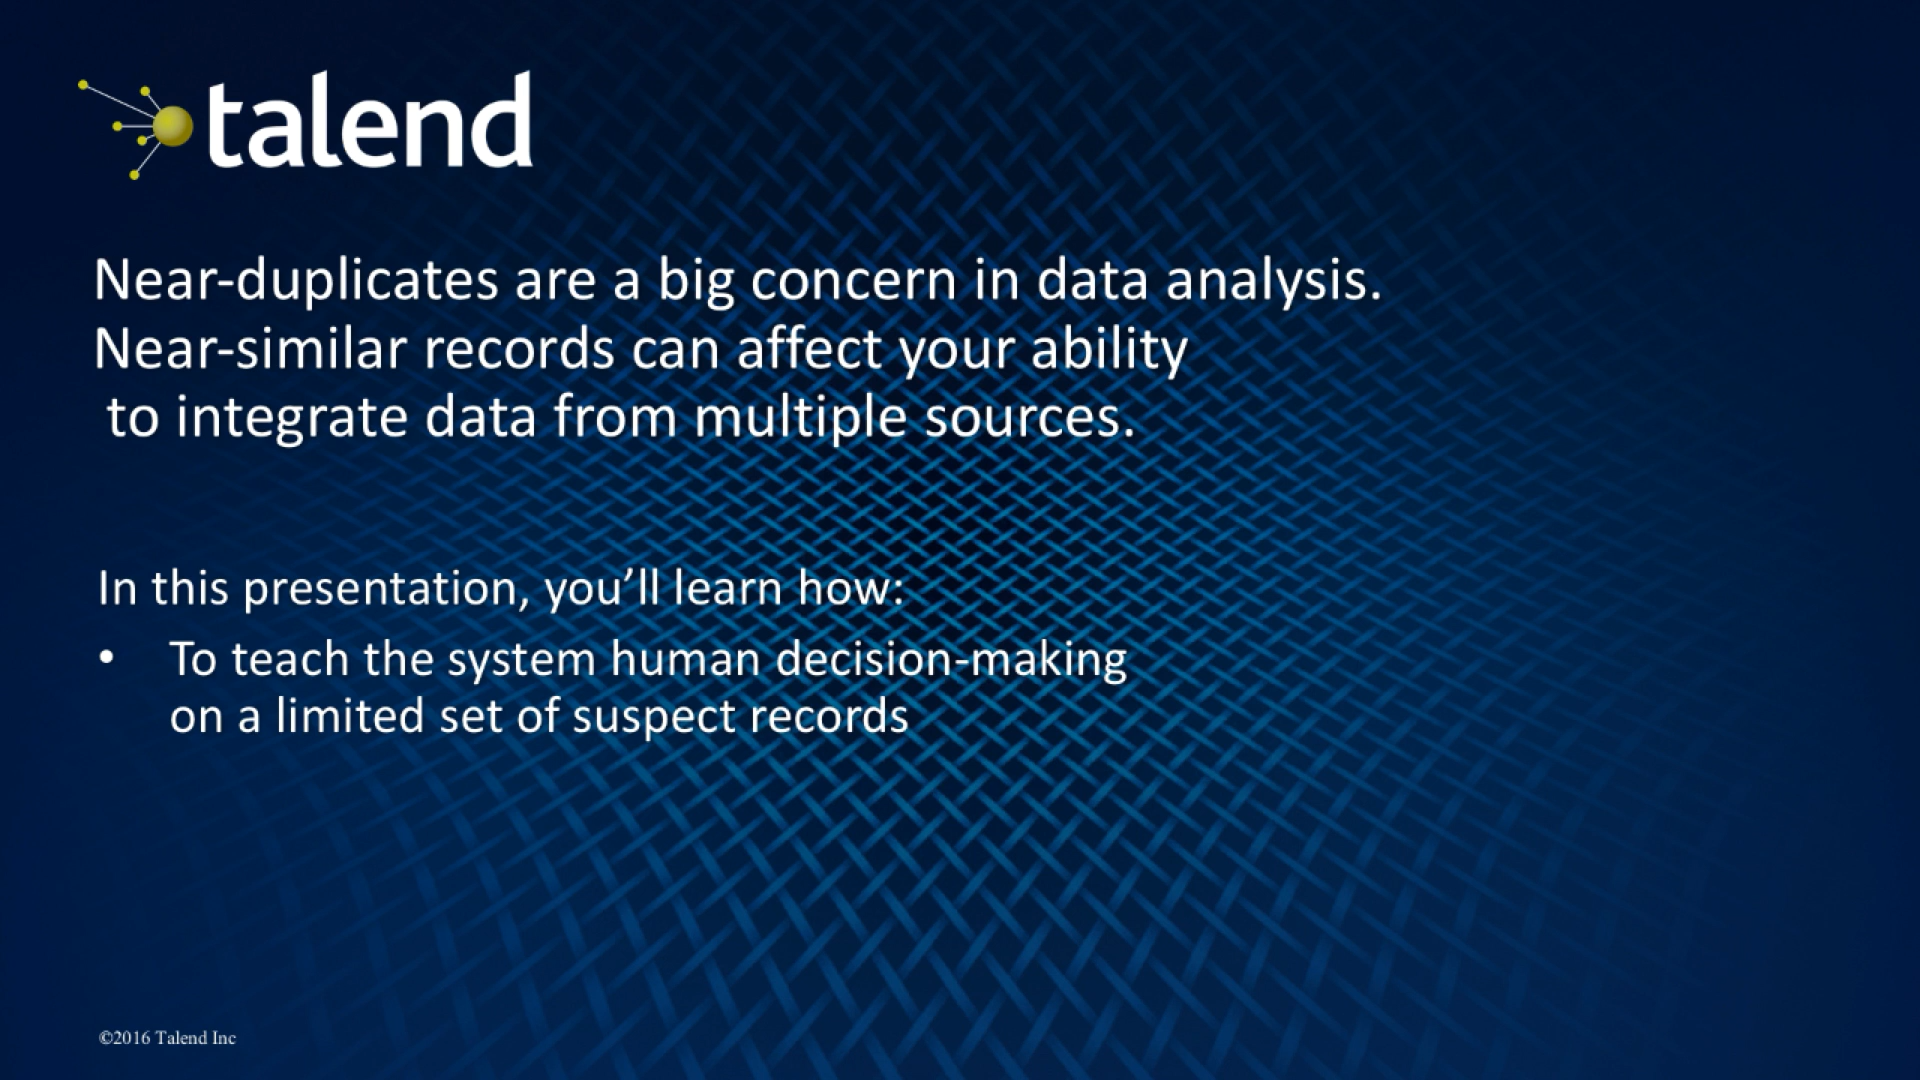 talend
Near-duplicates are a big concern in data analysis.
Near-similar records can affect your ability
to integrate data from multiple sources.
In this presentation, you’ll learn how:
• To teach the system human decision-making
on a limited set of suspect records
©2016 Talend Inc